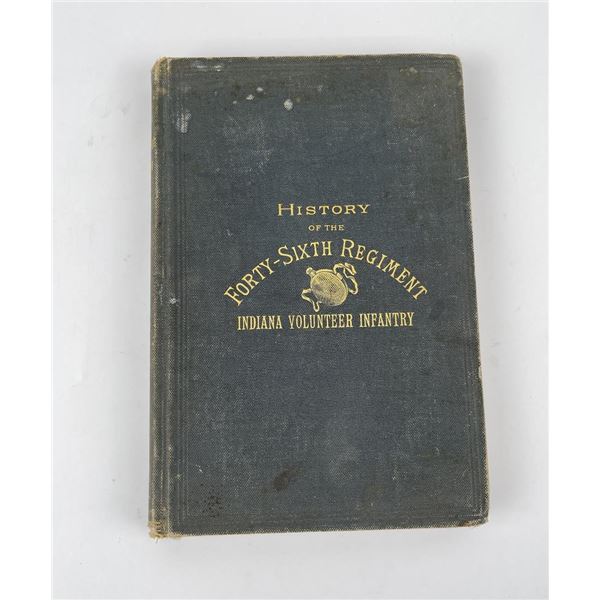 HISTORY
OF THE
FORTY-SIXTH REGIMENT
INDIANA VOLUNTEER INFANTRY